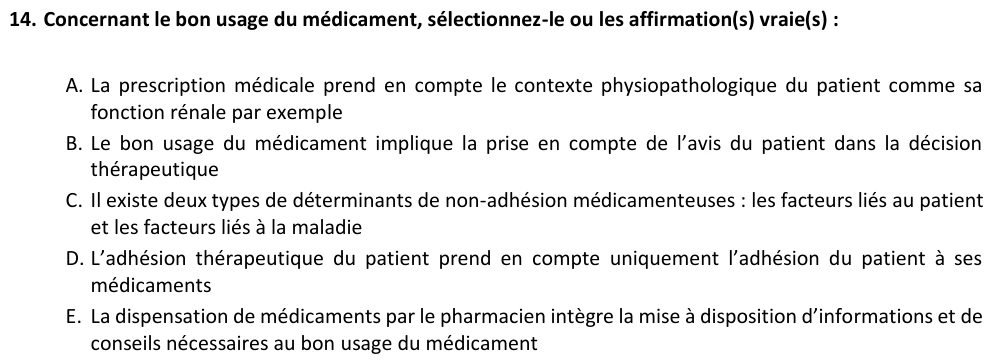 14. Concernant le bon usage du médicament, sélectionnez-le ou les affirmation(s) vraie(s) :
A. La prescription médicale prend en compte le contexte physiopathologique du patient comme sa
fonction rénale par exemple
B. Le bon usage du médicament implique la prise en compte de l’avis du patient dans la décision
thérapeutique
C. Il existe deux types de déterminants de non-adhésion médicamenteuses : les facteurs liés au patient
et les facteurs liés à la maladie
D. L’adhésion thérapeutique du patient prend en compte uniquement l’adhésion du patient à ses
médicaments
E. La dispensation de médicaments par le pharmacien intègre la mise à disposition d’informations et de
conseils nécessaires au bon usage du médicament